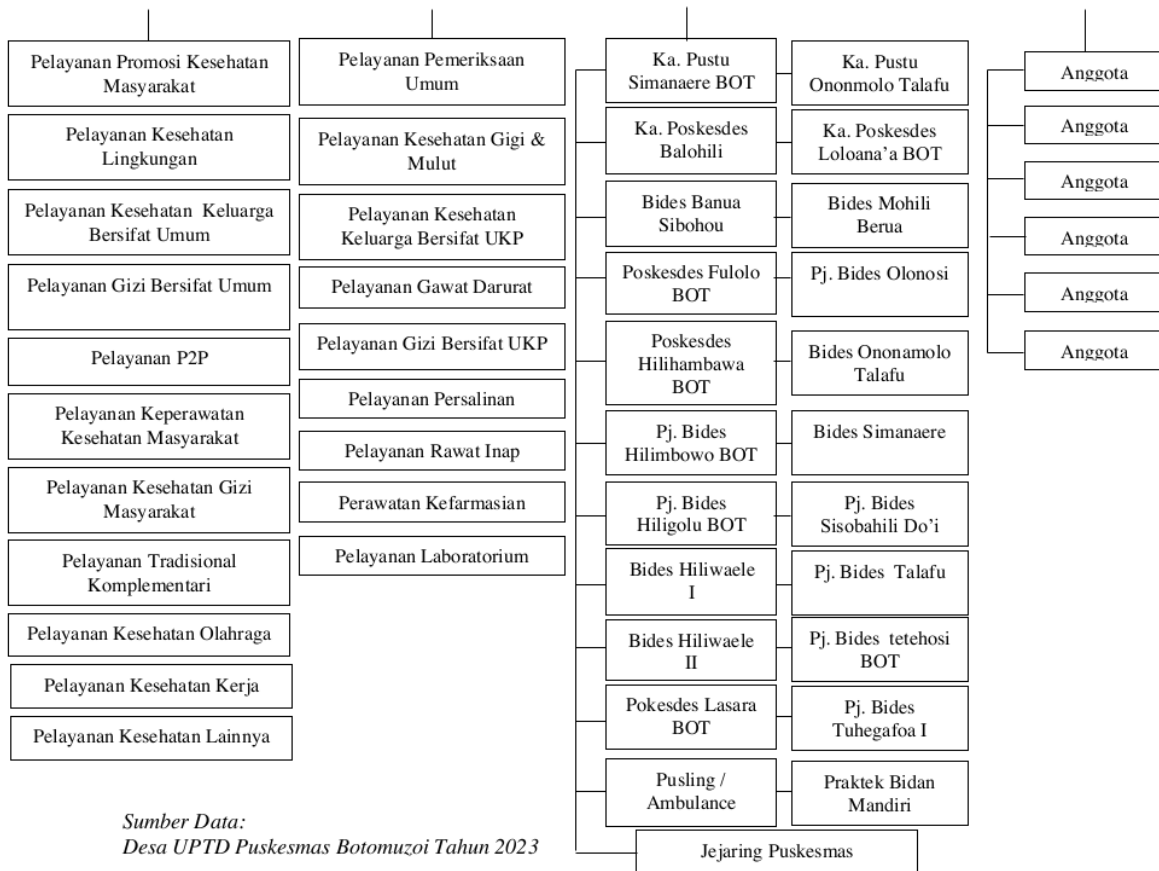 Pelayanan Promosi Kesehatan
Masyarakat
Pelayanan Kesehatan
Lingkungan
Pelayanan Kesehatan Keluarga
Bersifat Umum
Pelayanan Gizi Bersifat Umum
Pelayanan P2P
Pelayanan Keperawatan
Kesehatan Masyarakat
Pelayanan Kesehatan Gizi
Masyarakat
Pelayanan Tradisional
Komplementari
Pelayanan Kesehatan Olahraga
Pelayanan Kesehatan Kerja
Pelayanan Kesehatan Lainnya
Pelayanan Pemeriksaan
Umum
Pelayanan Kesehatan Gigi &
Mulut
Pelayanan Kesehatan
Keluarga Bersifat UKP
Pelayanan Gawat Darurat
Pelayanan Gizi Bersifat UKP
Pelayanan Persalinan
Pelayanan Rawat Inap
Perawatan Kefarmasian
Pelayanan Laboratorium
Ka. Pustu
Simanaere BOT
Ka. Poskesdes
Balohili
Bides Banua
Sibohou
Poskesdes Fulolo
BOT
Poskesdes
Hilihambawa
BOT
Pj. Bides
Hilimbowo BOT
Pj. Bides
Hiligolu BOT
Bides Hiliwaele
I
Bides Hiliwaele
II
Pokesdes Lasara
BOT
Pusling /
Ambulance
Ka. Pustu
Ononmolo Talafu
Ka. Poskesdes
Loloana’a BOT
Bides Mohili
Berua
Pj. Bides Olonosi
Bides Ononamolo
Talafu
Bides Simanaere
Pj. Bides
Sisobahili Do’i
Pj. Bides Talafu
Pj. Bides tetehosi
BOT
Pj. Bides
Tuhegafoa I
Praktek Bidan
Mandiri
Jejaring Puskesmas
Anggota
Anggota
Anggota
Anggota
Anggota
Anggota
Sumber Data:
Desa UPTD Puskesmas Botomuzoi Tahun 2023